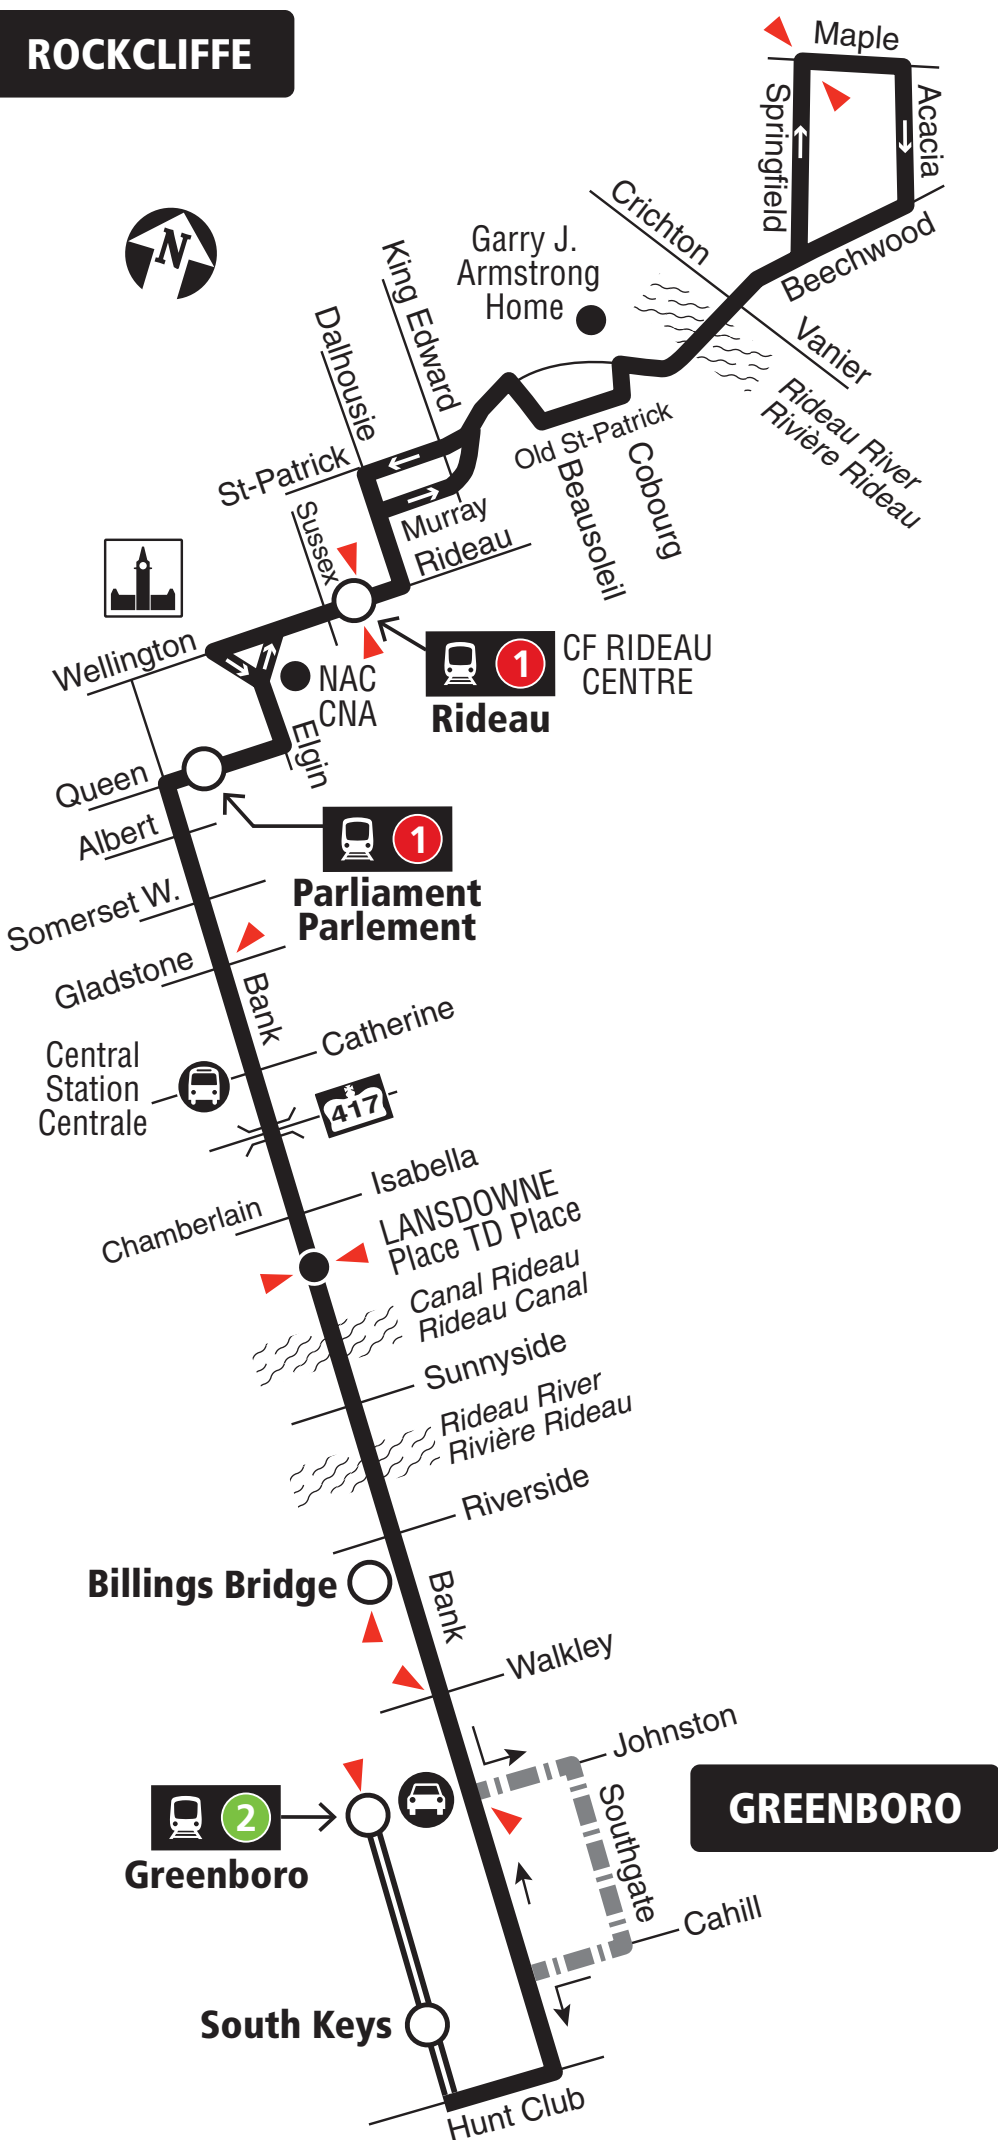 ROCKCLIFFE
Maple
Springfield
Acacia
Beechwood
N
Crichton
Vanier
Garry J.
Armstrong
Home
King Edward
Dalhousie
Rideau River
Rivière Rideau
Old St-Patrick
Beausoleil
Cobourg
St-Patrick
Murray
Sussex
Rideau
Wellington
NAC
CNA
1
CF RIDEAU
CENTRE
Rideau
Elgin
Queen
Albert
1
Parliament
Parlement
Somerset W.
Gladstone
Bank
Catherine
Central
Station
Centrale
417
Isabella
Chamberlain
LANSDOWNE
Place TD Place
Canal Rideau
Rideau Canal
Sunnyside
Rideau River
Rivière Rideau
Riverside
Billings Bridge
Bank
Walkley
Johnston
2
Greenboro
Southgate
GREENBORO
Cahill
South Keys
Hunt Club